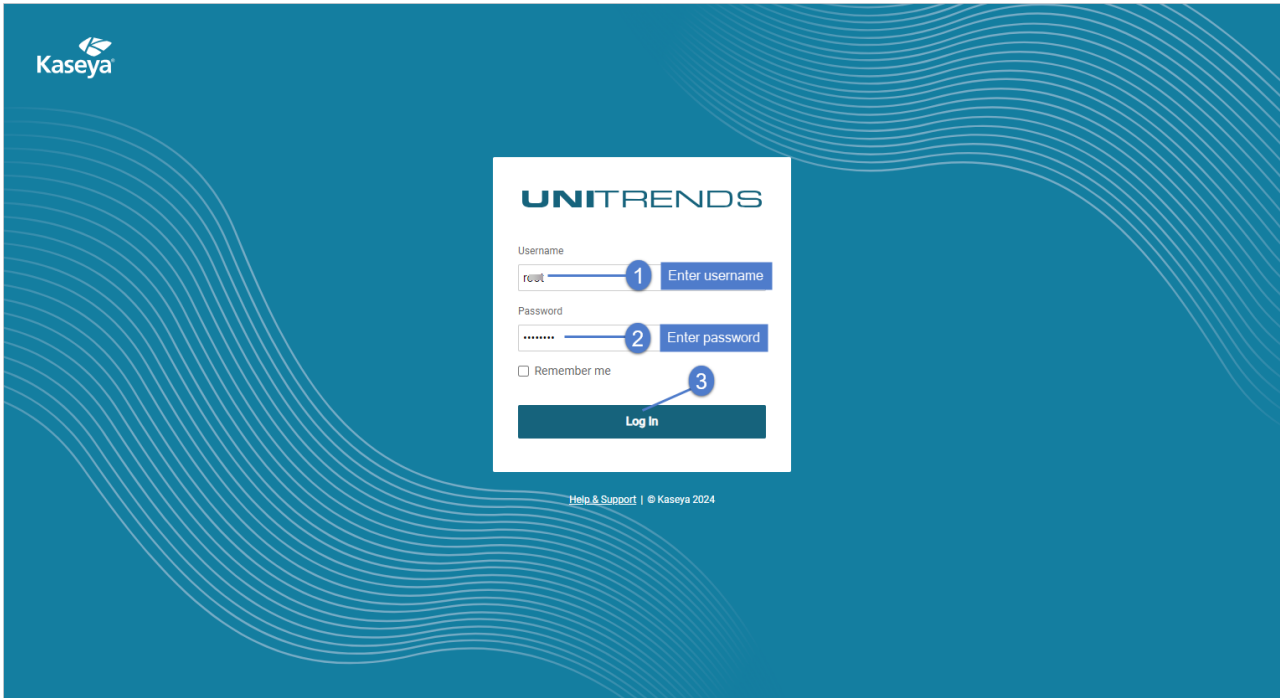 Kaseya
UNITRENDS
Username
1 Enter username
Password
•••••••• 2 Enter password
Remember me
3
Log In
Help & Support | © Kaseya 2024